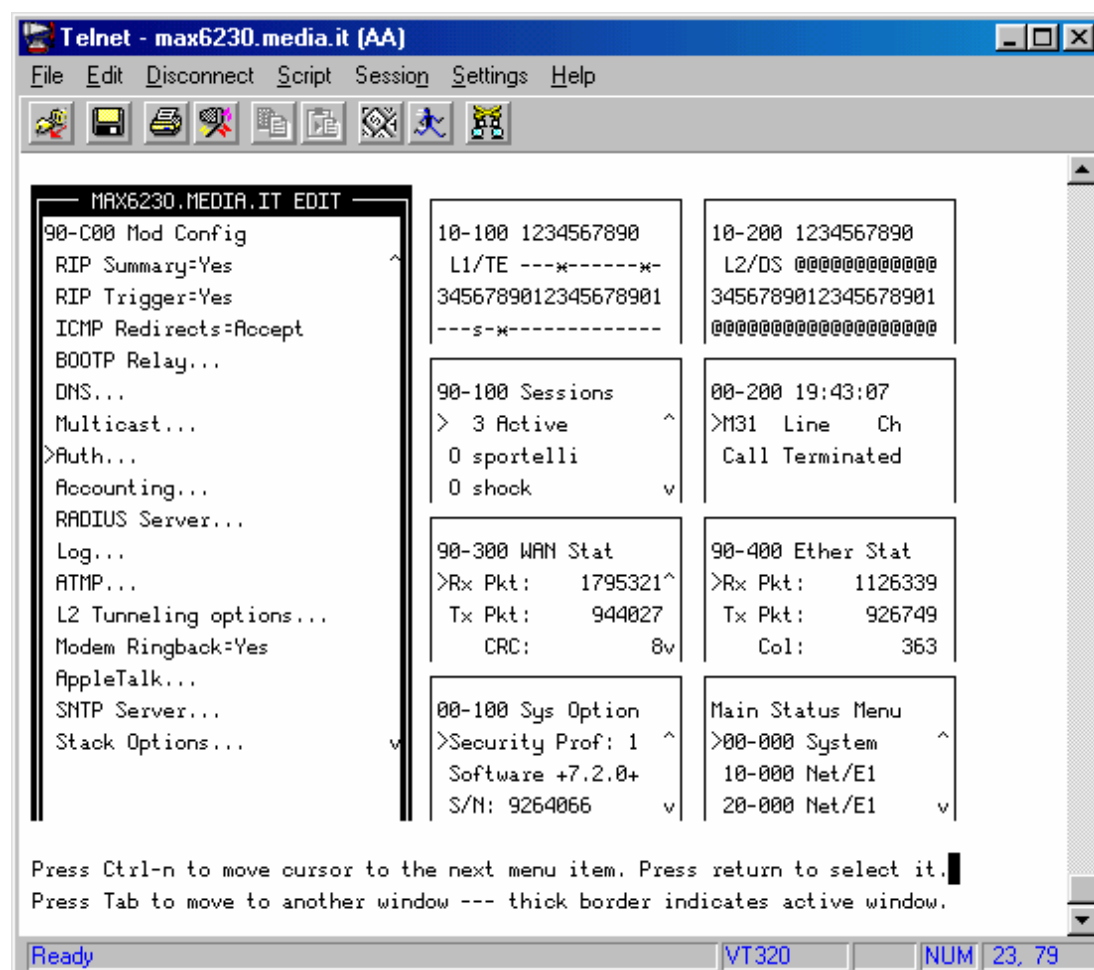 Telnet - max6230.media.it (AA)
File Edit Disconnect Script Session Settings Help
MAX6230.MEDIA.IT EDIT
90-C00 Mod Config
RIP Summary=Yes ^
RIP Trigger=Yes
ICMP Redirects=Accept
BOOTP Relay...
DNS...
Multicast...
>Auth...
Accounting...
RADIUS Server...
Log...
ATMP...
L2 Tunneling options...
Modem Ringback=Yes
AppleTalk...
SNTP Server...
Stack Options... v
10-100 1234567890
L1/TE ---*------*-
3456789012345678901
---s-*-------------
10-200 1234567890
L2/DS @@@@@@@@@@@@
3456789012345678901
@@@@@@@@@@@@@@@@@@@
90-100 Sessions
> 3 Active ^
O sportelli
O shock v
00-200 19:43:07
>M31 Line Ch
Call Terminated
90-300 WAN Stat
>Rx Pkt: 1795321^
Tx Pkt: 944027
CRC: 8v
90-400 Ether Stat
>Rx Pkt: 1126339
Tx Pkt: 926749
Col: 363
00-100 Sys Option
>Security Prof: 1 ^
Software +7.2.0+
S/N: 9264066 v
Main Status Menu
>00-000 System ^
10-000 Net/E1
20-000 Net/E1 v
Press Ctrl-n to move cursor to the next menu item. Press return to select it.
Press Tab to move to another window --- thick border indicates active window.
Ready VT320 NUM 23, 79